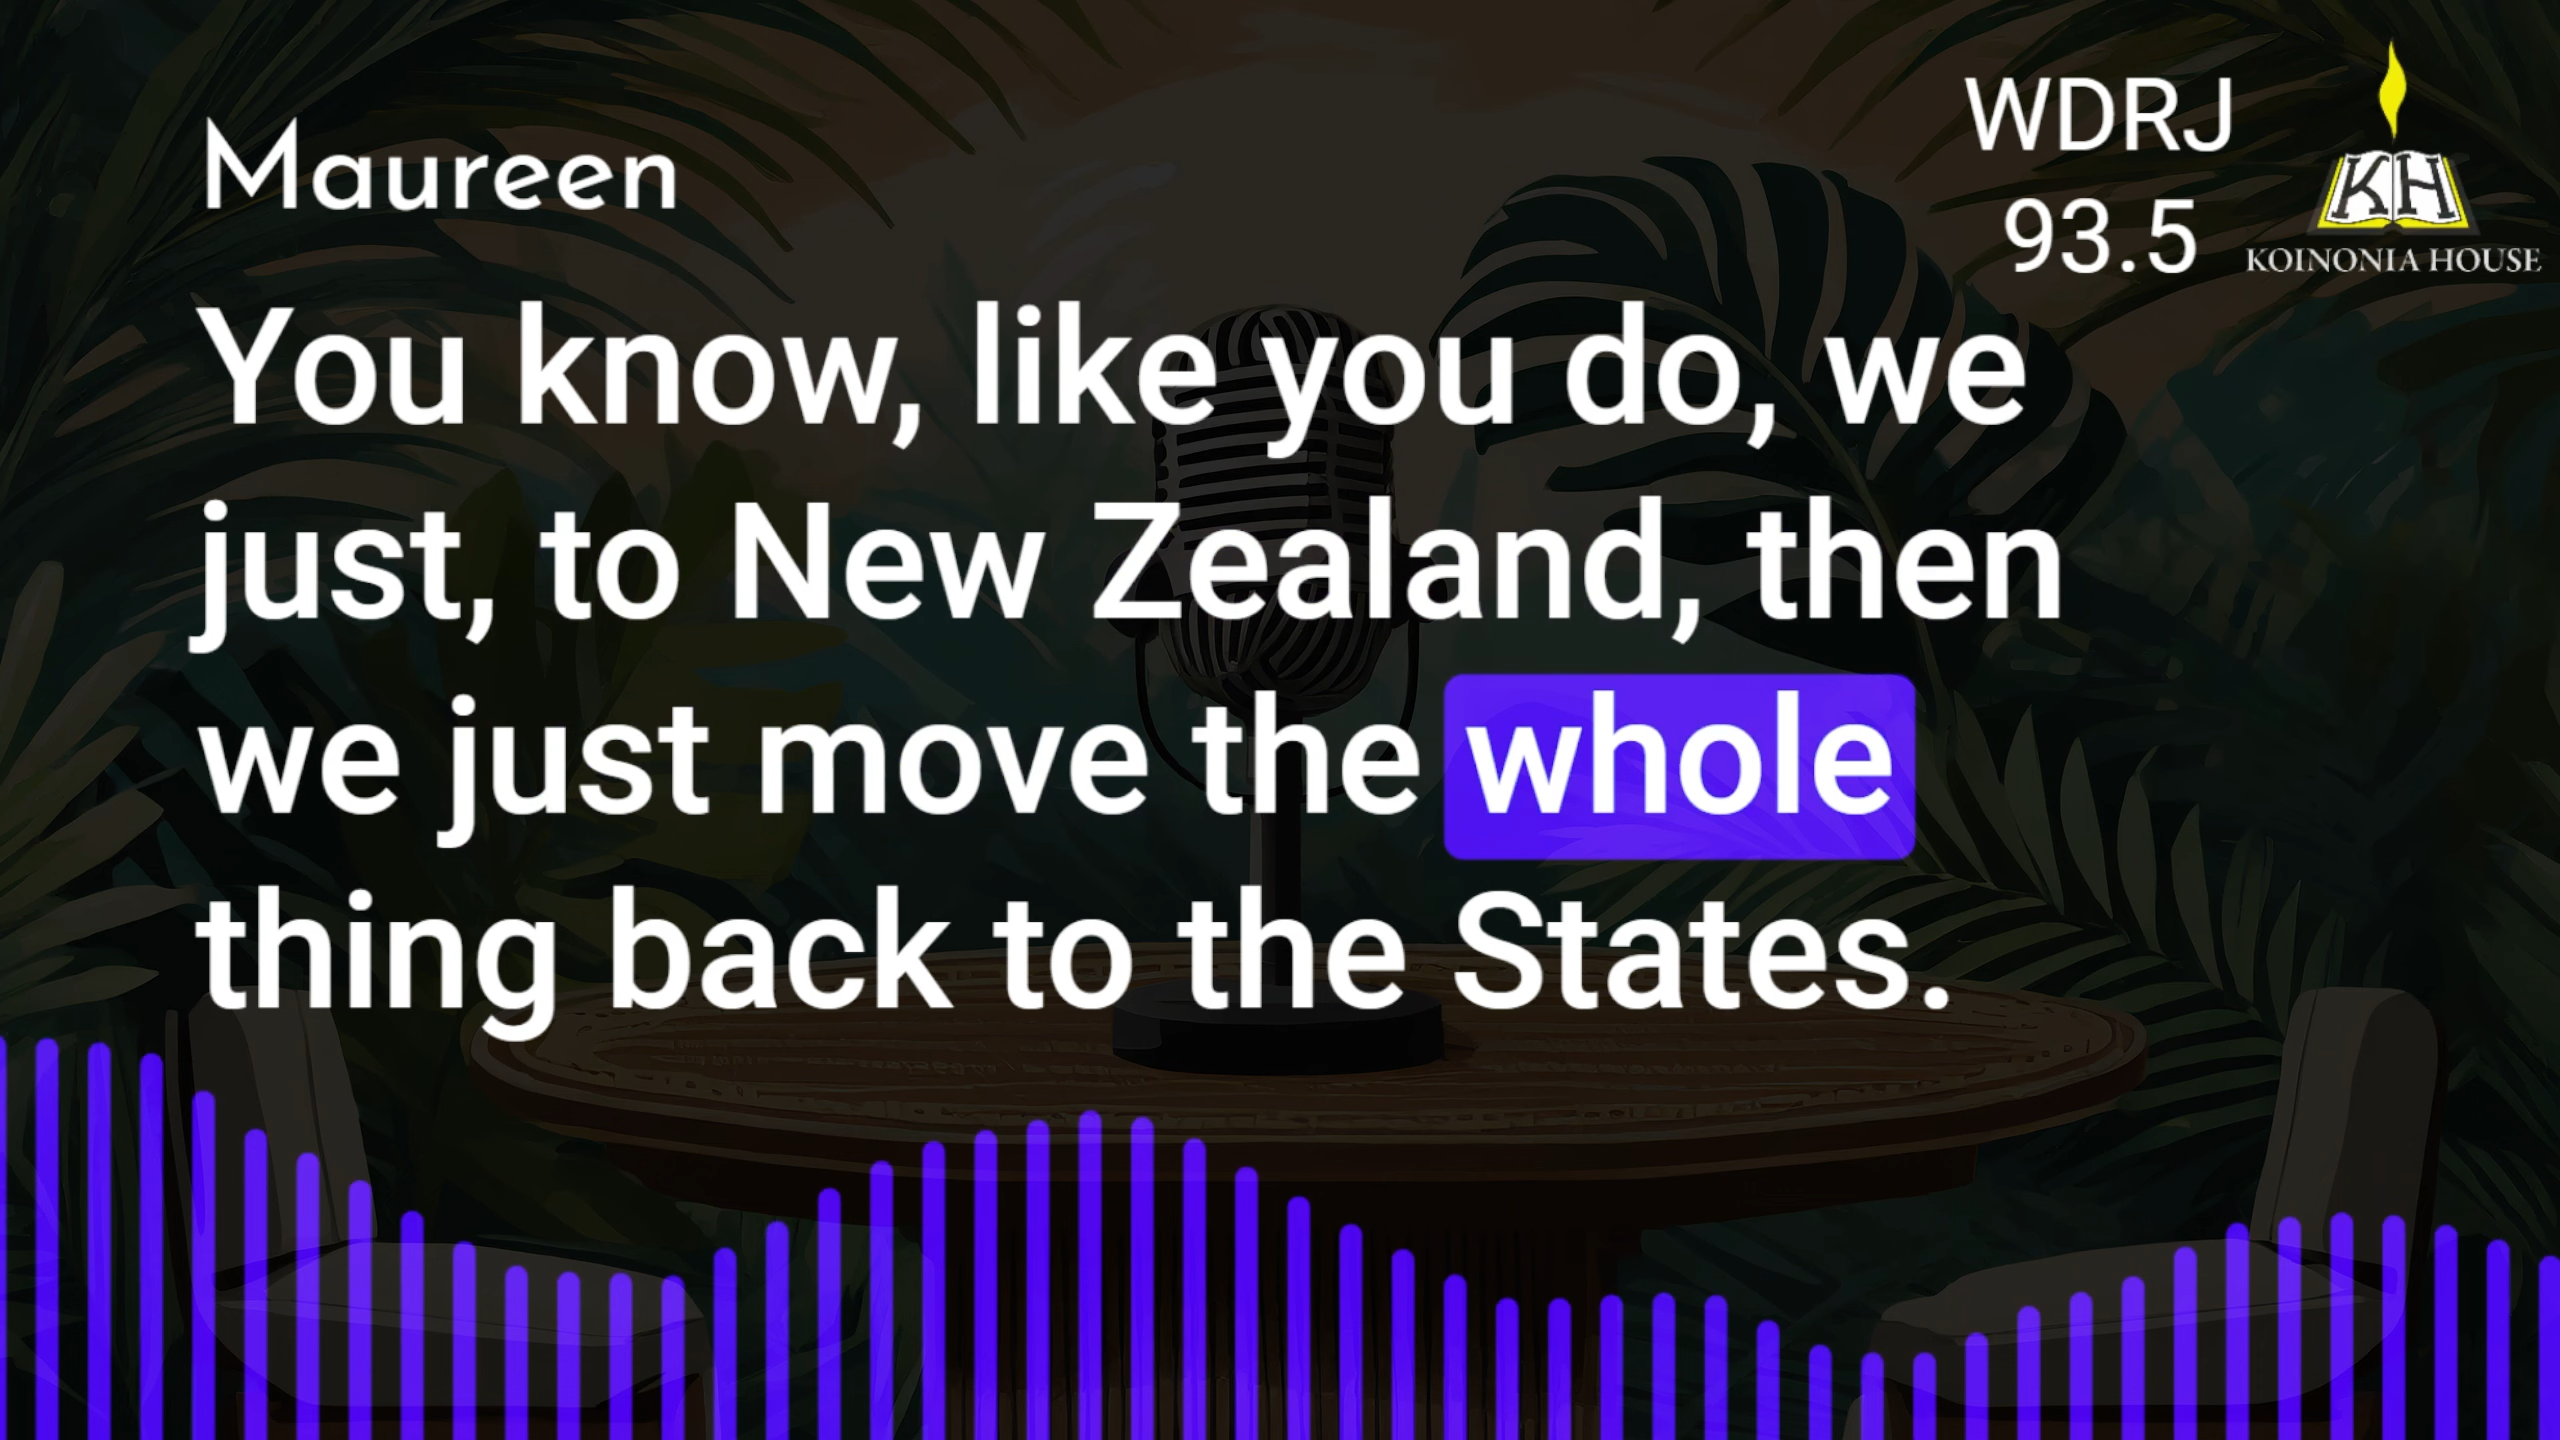 Maureen
WDRJ
93.5
KH
KOINONIA HOUSE
You know, like you do, we
just, to New Zealand, then
we just move the whole
thing back to the States.